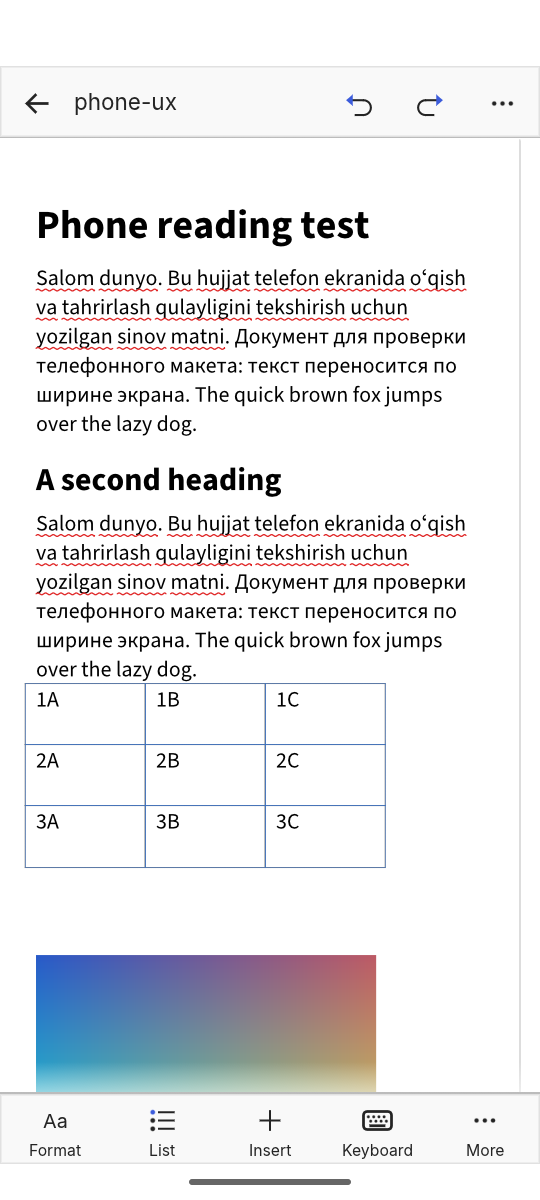 phone-ux
Phone reading test
Salom dunyo. Bu hujjat telefon ekranida o‘qish
va tahrirlash qulayligini tekshirish uchun
yozilgan sinov matni. Документ для проверки
телефонного макета: текст переносится по
ширине экрана. The quick brown fox jumps
over the lazy dog.
A second heading
Salom dunyo. Bu hujjat telefon ekranida o‘qish
va tahrirlash qulayligini tekshirish uchun
yozilgan sinov matni. Документ для проверки
телефонного макета: текст переносится по
ширине экрана. The quick brown fox jumps
over the lazy dog.
1A 1B 1C
2A 2B 2C
3A 3B 3C
Aa
Format List Insert Keyboard More